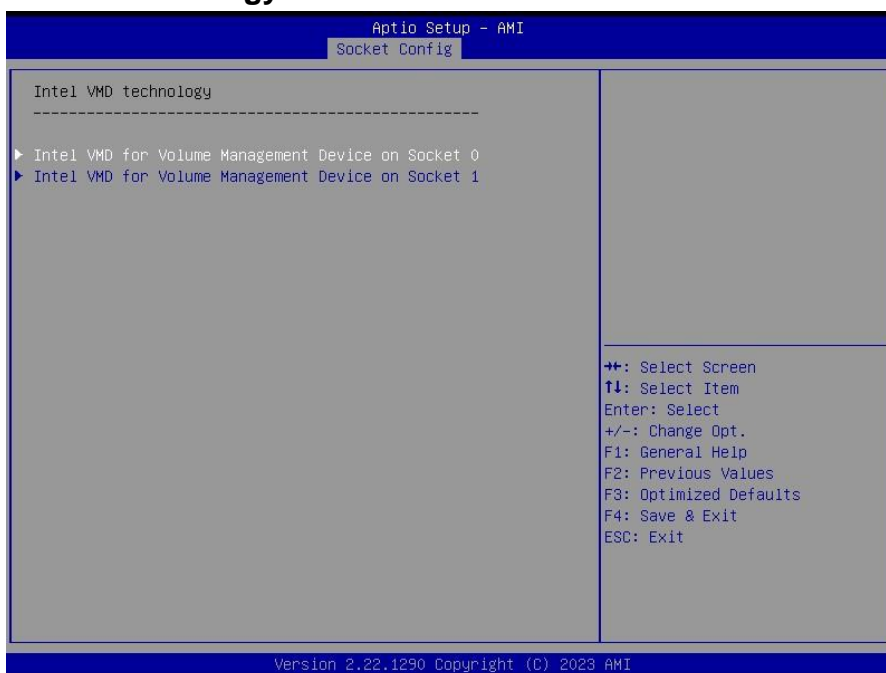 Aptio Setup - AMI
Socket Config
Intel VMD technology
--------------------------------------------------
Intel VMD for Volume Management Device on Socket 0
Intel VMD for Volume Management Device on Socket 1
→←: Select Screen
↑↓: Select Item
Enter: Select
+/-: Change Opt.
F1: General Help
F2: Previous Values
F3: Optimized Defaults
F4: Save & Exit
ESC: Exit
Version 2.22.1290 Copyright (C) 2023 AMI